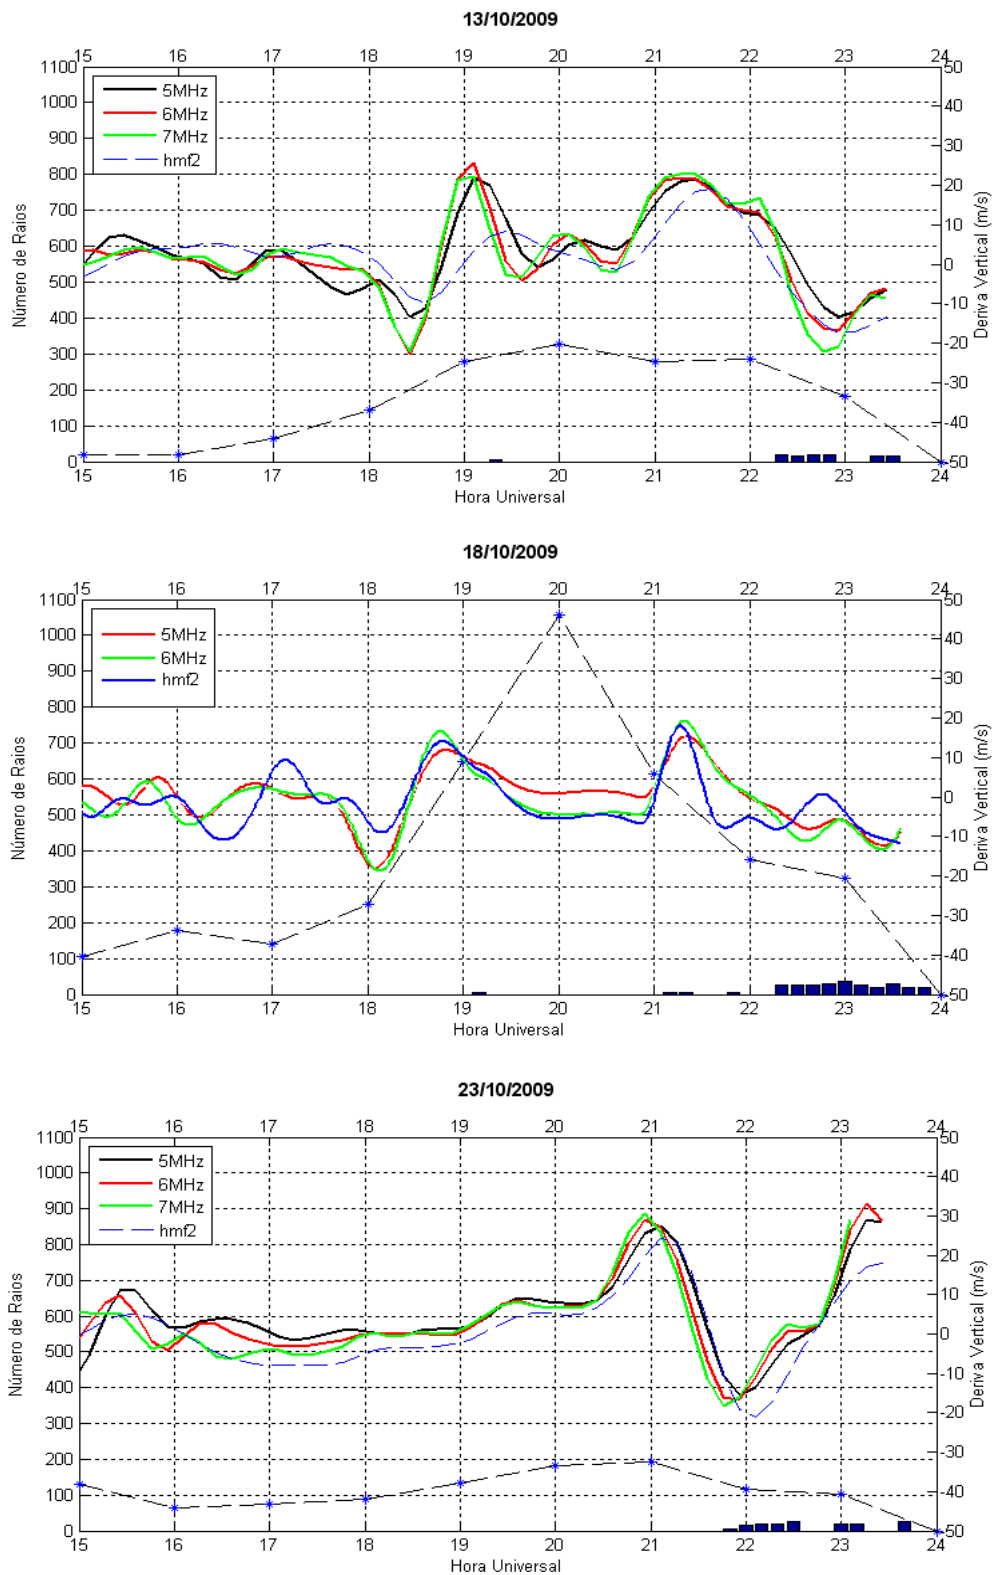 13/10/2009
15 16 17 18 19 20 21 22 23 24
1100 50
1000 40
900 30
800 20
700 10
600 0
500 -10
400 -20
300 -30
200 -40
100
0 -50
5MHz
6MHz
7MHz
hmf2
Número de Raios
Deriva Vertical (m/s)
15 16 17 18 19 20 21 22 23 24
Hora Universal
18/10/2009
15 16 17 18 19 20 21 22 23 24
1100 50
1000 40
900 30
800 20
700 10
600 0
500 -10
400 -20
300 -30
200 -40
100
0 -50
5MHz
6MHz
hmf2
Número de Raios
Deriva Vertical (m/s)
15 16 17 18 19 20 21 22 23 24
Hora Universal
23/10/2009
15 16 17 18 19 20 21 22 23 24
1100 50
1000 40
900 30
800 20
700 10
600 0
500 -10
400 -20
300 -30
200 -40
100
0 -50
5MHz
6MHz
7MHz
hmf2
Número de Raios
Deriva Vertical (m/s)
15 16 17 18 19 20 21 22 23 24
Hora Universal